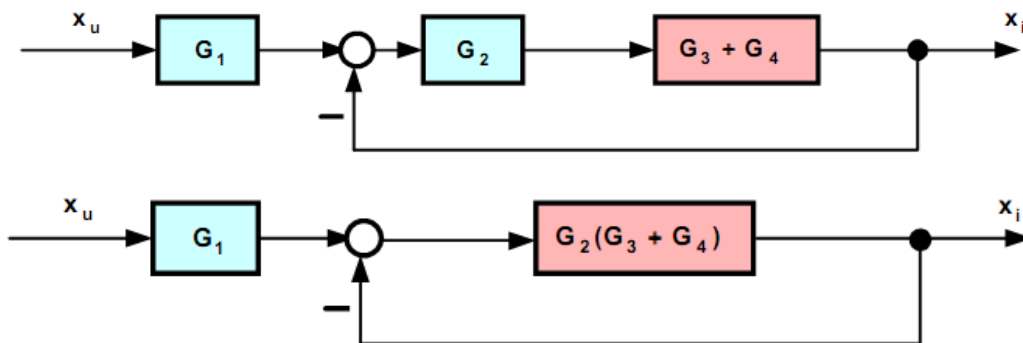 x_u x_i
G_1 G_2 G_3 + G_4
−
x_u x_i
G_1 G_2(G_3 + G_4)
−